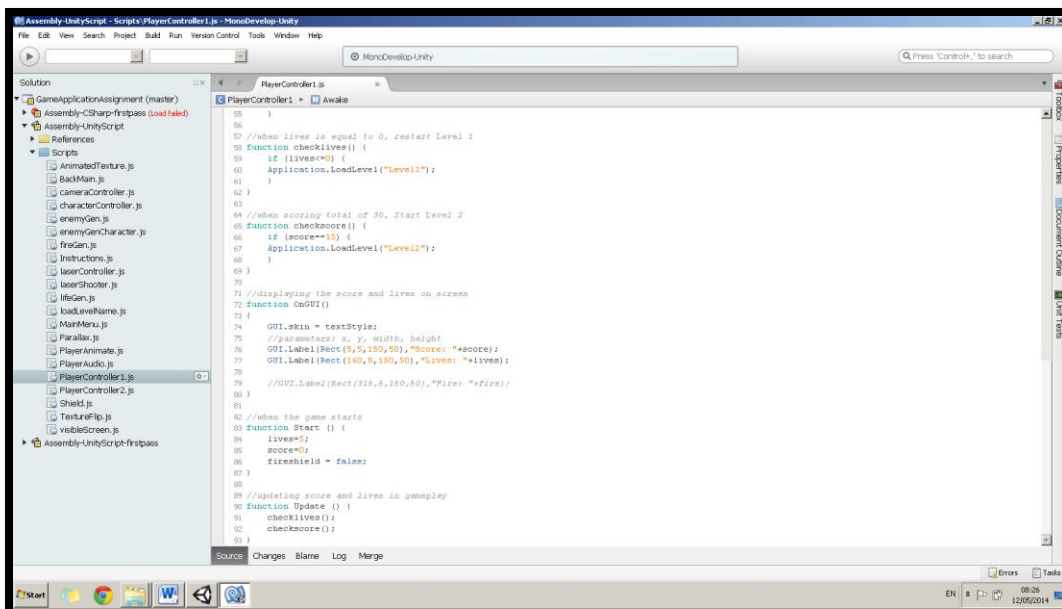 Assembly-UnityScript - Scripts\PlayerController1.js - MonoDevelop-Unity
File Edit View Search Project Build Run Version Control Tools Window Help
MonoDevelop-Unity
Press 'Control+,' to search
Solution
GameApplicationAssignment (master)
Assembly-CSharp-firstpass (Load failed)
Assembly-UnityScript
References
Scripts
AnimatedTexture.js
BackMain.js
cameraController.js
characterController.js
enemyGen.js
enemyGenCharacter.js
fireGen.js
Instructions.js
laserController.js
laserShooter.js
lifeGen.js
loadLevelName.js
MainMenu.js
Parallax.js
PlayerAnimate.js
PlayerAudio.js
PlayerController1.js
PlayerController2.js
Shield.js
TextureFlip.js
visibleScreen.js
Assembly-UnityScript-firstpass
PlayerController1.js
PlayerController1 Awake
55 }
56
57 //when lives is equal to 0, restart Level 1
58 function checklives() {
59 if (lives<=0) {
60 Application.LoadLevel("Level1");
61 }
62 }
63
64 //when scoring total of 30, Start Level 2
65 function checkscore() {
66 if (score==15) {
67 Application.LoadLevel("Level2");
68 }
69 }
70
71 //displaying the score and lives on screen
72 function OnGUI()
73 {
74 GUI.skin = textStyle;
75 //parameters: x, y, width, height
76 GUI.Label(Rect(5,5,150,50),"Score: "+score);
77 GUI.Label(Rect(160,5,150,50),"Lives: "+lives);
78
79 //GUI.Label(Rect(315,5,150,50),"Fire: "+fire);
80 }
81
82 //when the game starts
83 function Start () {
84 lives=5;
85 score=0;
86 fireshield = false;
87 }
88
89 //updating score and lives in gameplay
90 function Update () {
91 checklives();
92 checkscore();
93 }
Source Changes Blame Log Merge
Toolbox
Properties
Document Outline
Unit Tests
Errors Tasks
Start
EN
08:26
12/05/2014